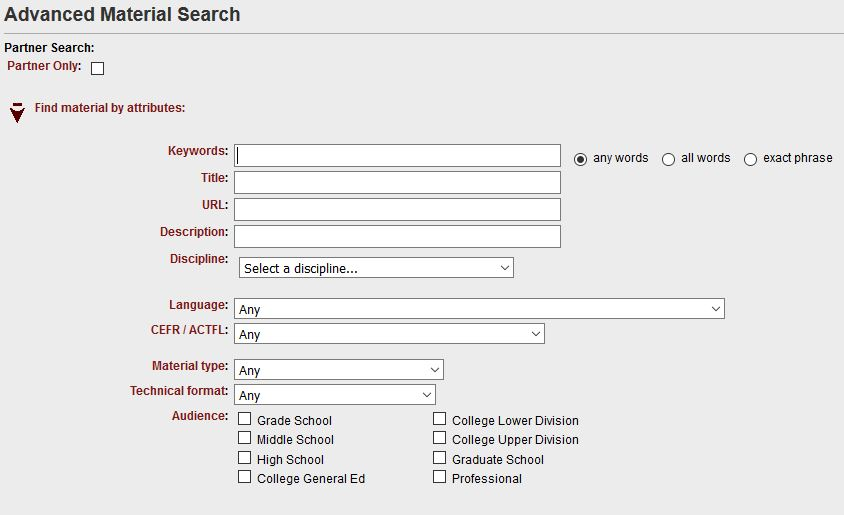 Advanced Material Search
Partner Search:
Partner Only:
Find material by attributes:
Keywords: any words all words exact phrase
Title:
URL:
Description:
Discipline: Select a discipline...
Language: Any
CEFR / ACTFL: Any
Material type: Any
Technical format: Any
Audience: Grade School College Lower Division
Middle School College Upper Division
High School Graduate School
College General Ed Professional